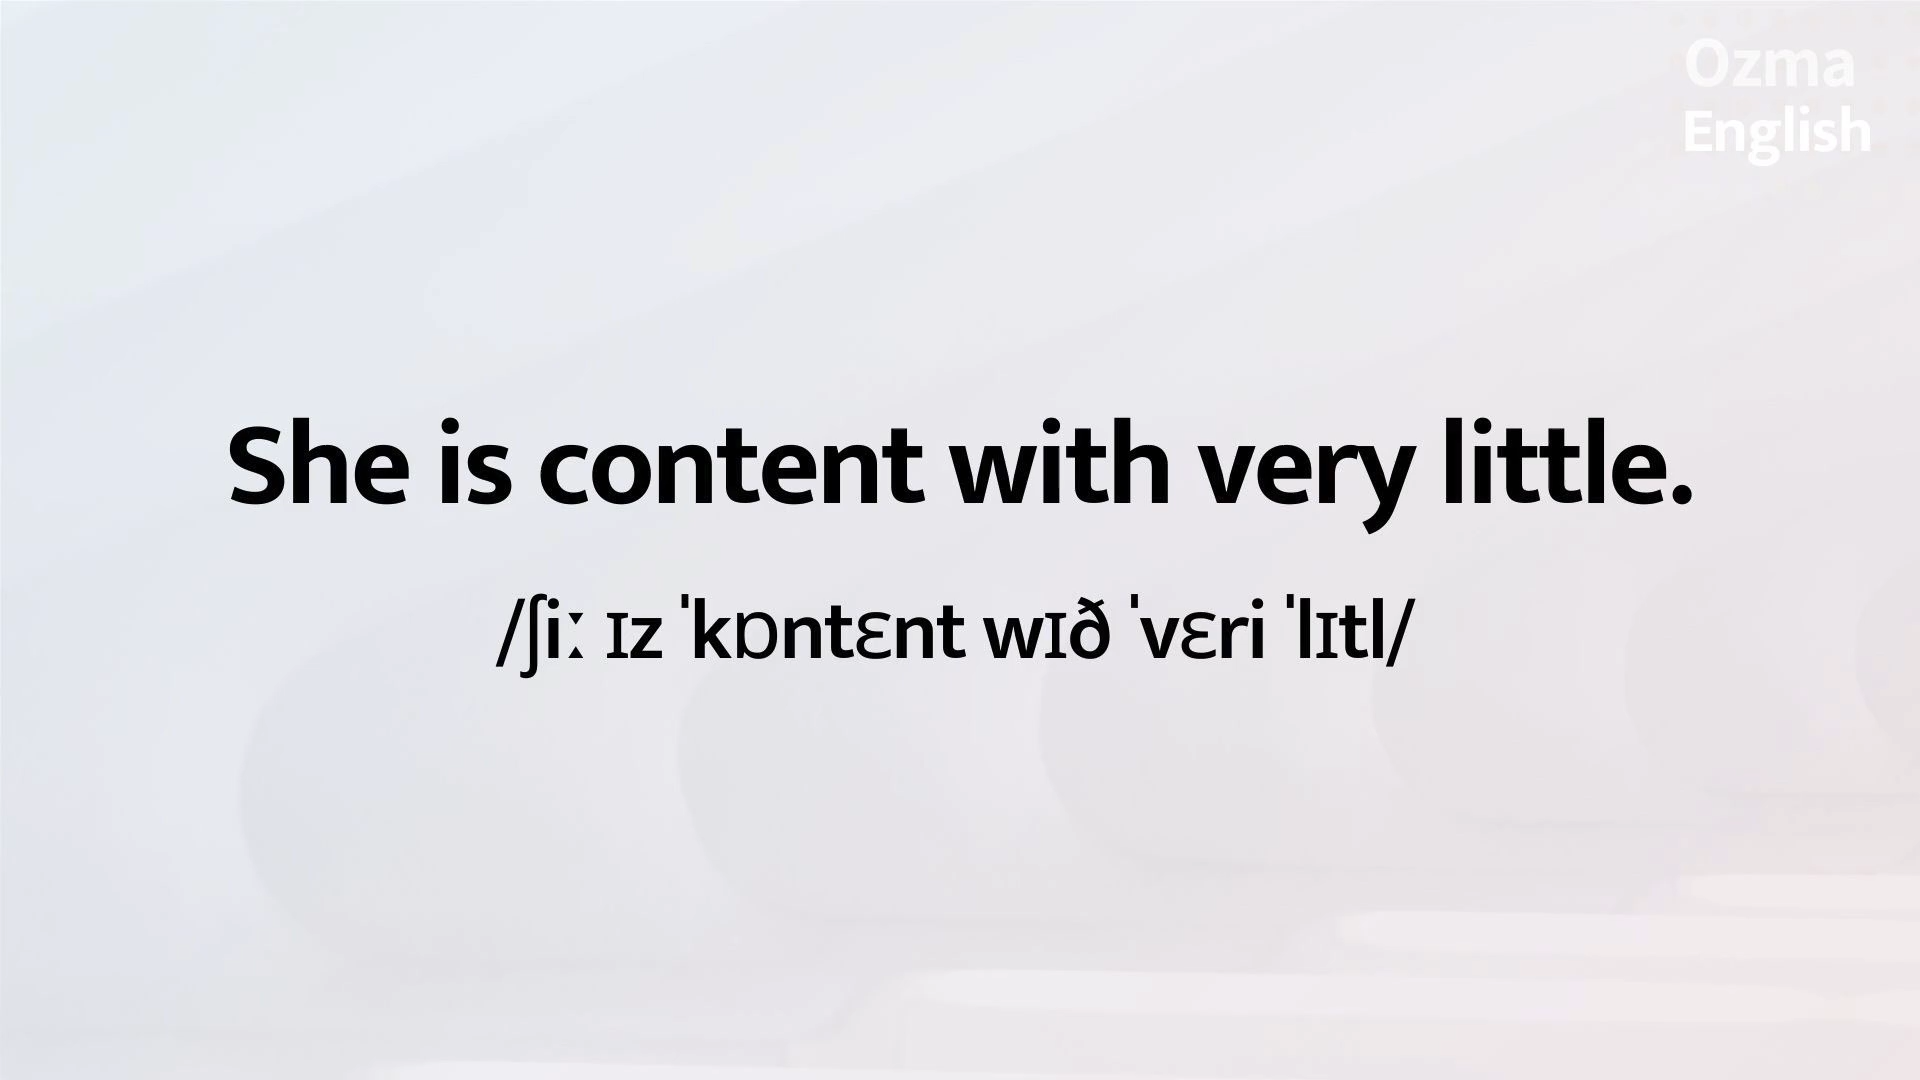 Ozma
English
She is content with very little.
/ʃiː ɪz ˈkɒntɛnt wɪð ˈvɛri ˈlɪtl/